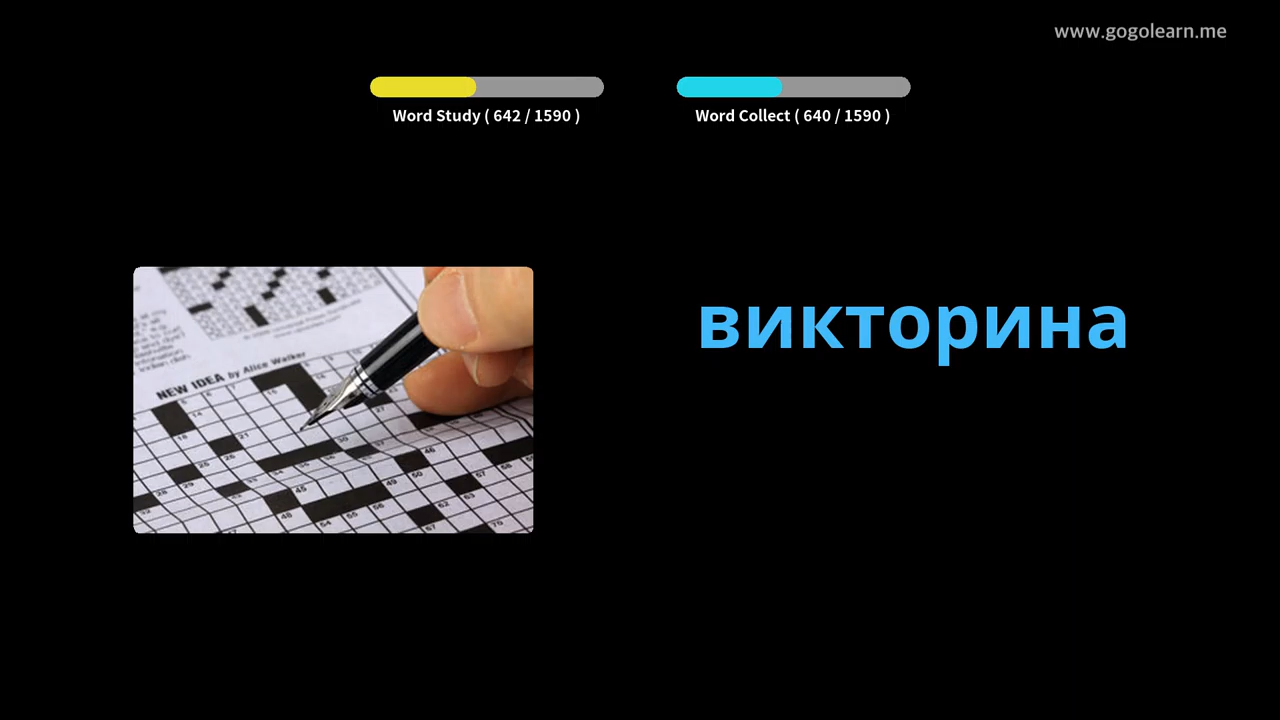 www.gogolearn.me
Word Study ( 642 / 1590 )
Word Collect ( 640 / 1590 )
викторина
NEW IDEA by Alice Walker